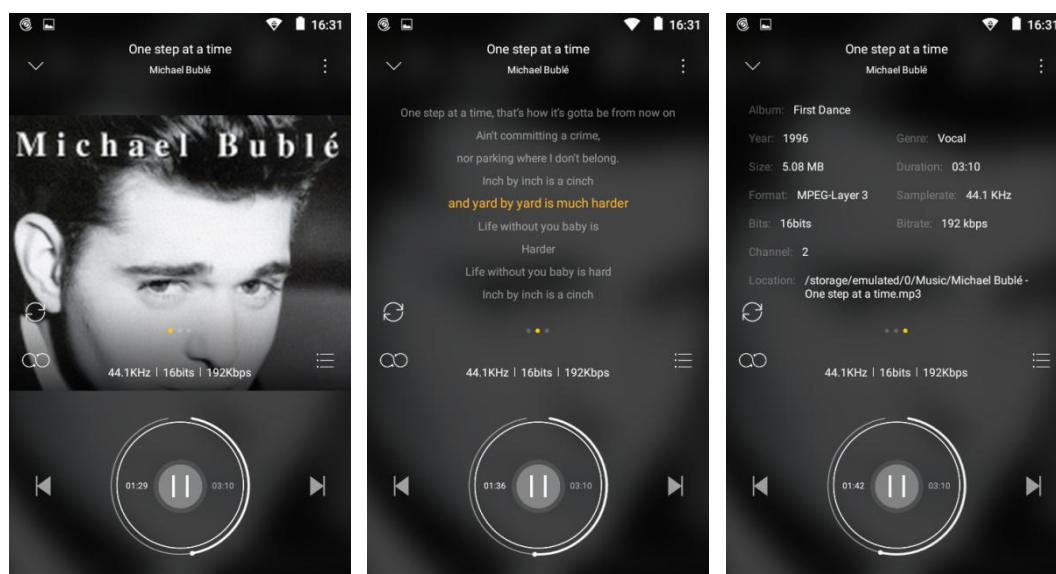 16:31
One step at a time
Michael Bublé
Michael Bublé
44.1KHz | 16bits | 192Kbps
01:29
03:10
16:31
One step at a time
Michael Bublé
One step at a time, that's how it's gotta be from now on
Ain't committing a crime,
nor parking where I don't belong.
Inch by inch is a cinch
and yard by yard is much harder
Life without you baby is
Harder
Life without you baby is hard
Inch by inch is a cinch
44.1KHz | 16bits | 192Kbps
01:36
03:10
16:31
One step at a time
Michael Bublé
Album: First Dance
Year: 1996 Genre: Vocal
Size: 5.08 MB Duration: 03:10
Format: MPEG-Layer 3 Samplerate: 44.1 KHz
Bits: 16bits Bitrate: 192 kbps
Channel: 2
Location: /storage/emulated/0/Music/Michael Bublé -
One step at a time.mp3
44.1KHz | 16bits | 192Kbps
01:42
03:10